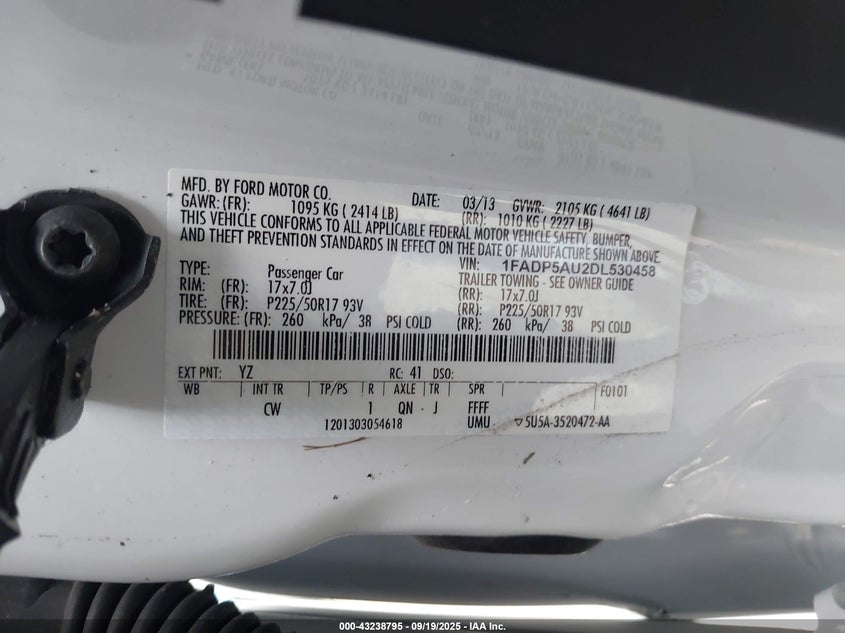 MFD. BY FORD MOTOR CO. DATE: 03/13 GVWR: 2105 KG ( 4641 LB)
GAWR: (FR): 1095 KG ( 2414 LB) (RR): 1010 KG ( 2227 LB)
THIS VEHICLE CONFORMS TO ALL APPLICABLE FEDERAL MOTOR VEHICLE SAFETY, BUMPER,
AND THEFT PREVENTION STANDARDS IN EFFECT ON THE DATE OF MANUFACTURE SHOWN ABOVE.
VIN: 1FADP5AU2DL530458
TYPE: Passenger Car TRAILER TOWING - SEE OWNER GUIDE
RIM: (FR): 17x7.0J (RR): 17x7.0J
TIRE: (FR): P225/50R17 93V (RR): P225/50R17 93V
PRESSURE: (FR): 260 kPa/ 38 PSI COLD (RR): 260 kPa/ 38 PSI COLD
EXT PNT: YZ RC: 41 DSO:
WB INT TR TP/PS R AXLE TR SPR F0101
CW 1 QN J FFFF
1201303054618 UMU ▽5U5A-3520472-AA
000-43238795 - 09/19/2025 - IAA Inc.